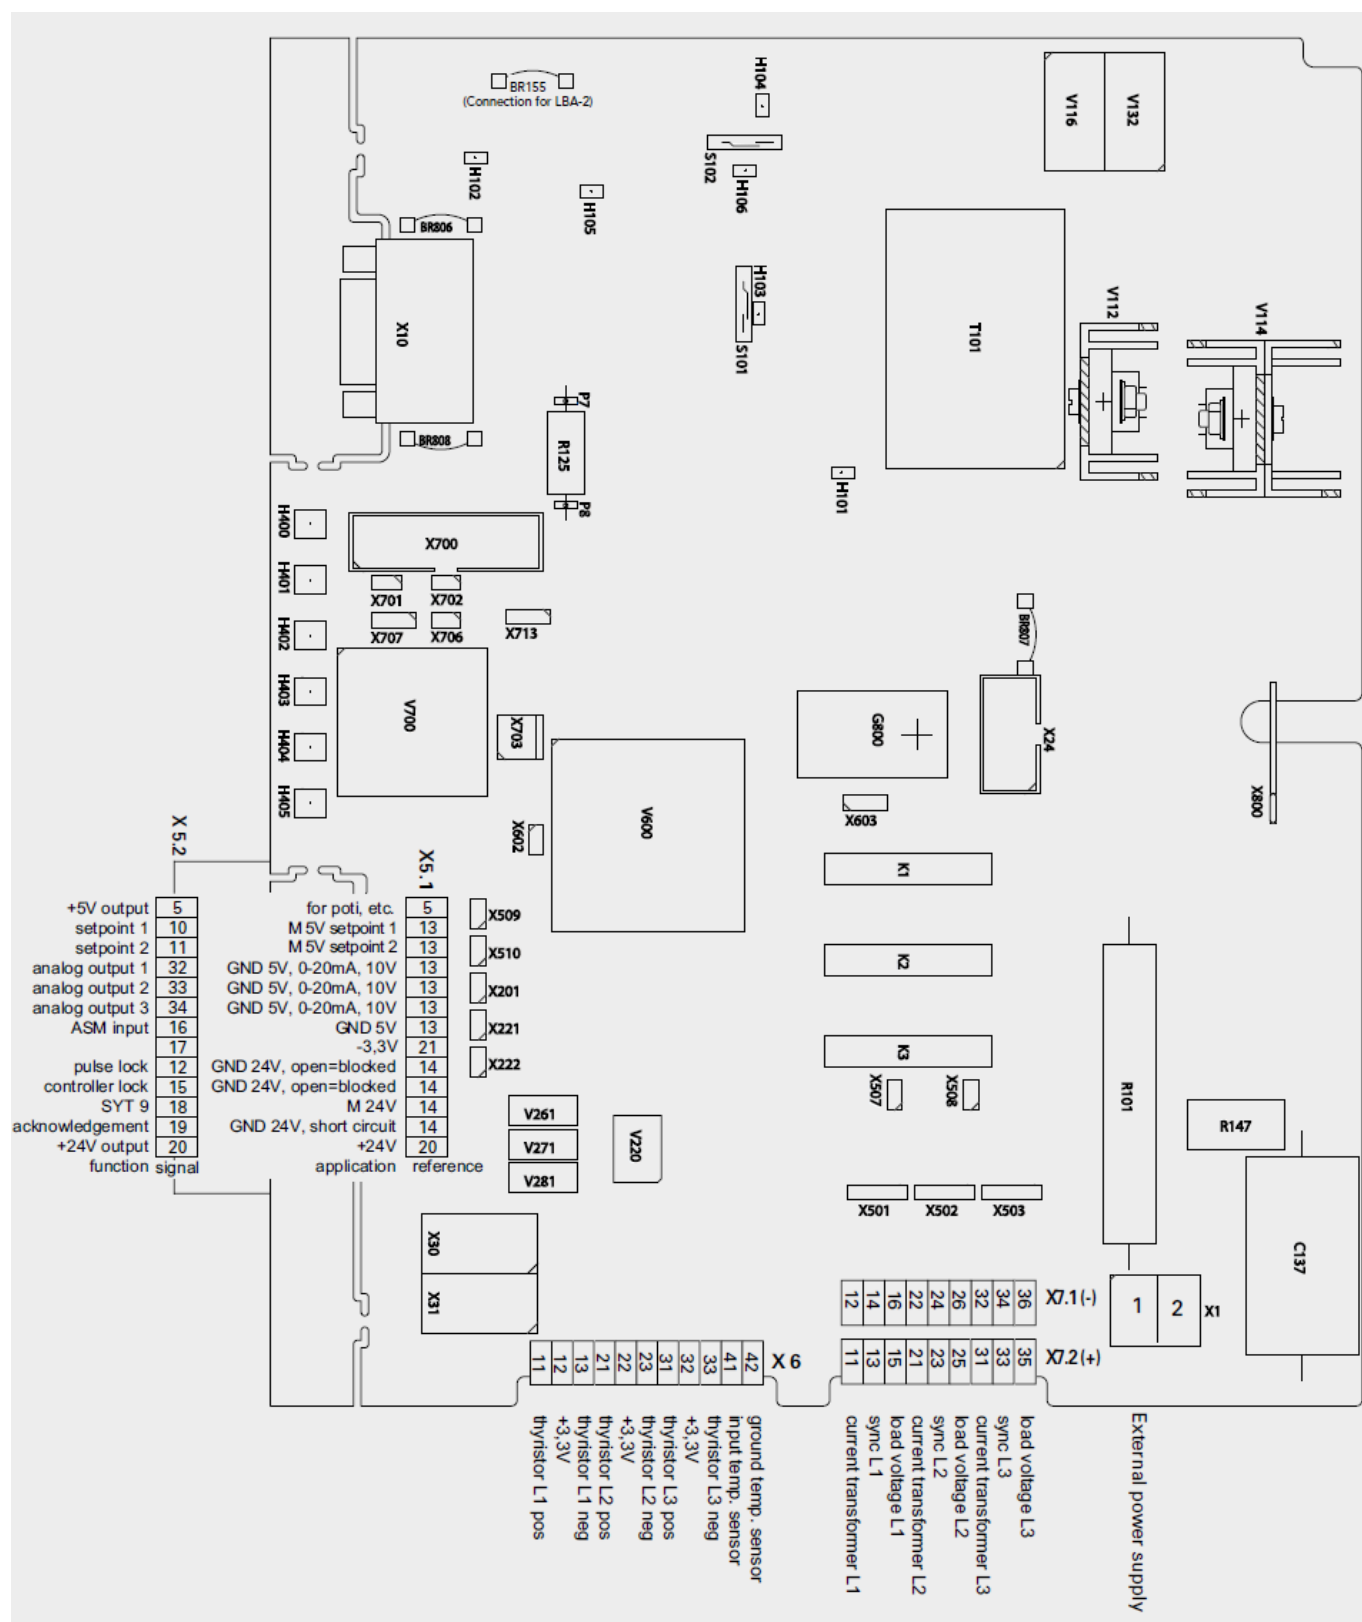 H104
V116
V132
BR155
(Connection for LBA-2)
S102
H102
H106
H105
BR806
H103
X10
S101
T101
V112
V114
P7
BR808
R125
H101
P8
H400
X700
H401
X701
X702
BR807
H402
X707
X706
X713
H403
V700
X703
G800
X24
H404
H405
X602
V600
X603
X800
X 5.2
X5.1
K1
+5V output 5 for poti, etc. 5 X509
setpoint 1 10 M 5V setpoint 1 13
setpoint 2 11 M 5V setpoint 2 13 X510
analog output 1 32 GND 5V, 0-20mA, 10V 13
analog output 2 33 GND 5V, 0-20mA, 10V 13 X201
analog output 3 34 GND 5V, 0-20mA, 10V 13
ASM input 16 GND 5V 13 X221
17 -3,3V 21
pulse lock 12 GND 24V, open=blocked 14 X222
controller lock 15 GND 24V, open=blocked 14
SYT 9 18 M 24V 14
acknowledgement 19 GND 24V, short circuit 14
+24V output 20 +24V 20
function signal application reference
K2
K3
X507
X508
R101
R147
V261
V271
V281
V220
X501
X502
X503
X30
X31
C137
12 14 16 22 24 26 32 34 36 X7.1 (-)
1 2 X1
11 13 15 21 23 25 31 33 35 X7.2 (+)
11 12 13 21 22 23 31 32 33 41 42 X 6
thyristor L1 pos
+3,3V
thyristor L1 neg
thyristor L2 pos
+3,3V
thyristor L2 neg
thyristor L3 pos
+3,3V
thyristor L3 neg
input temp. sensor
ground temp. sensor
current transformer L1
sync L1
load voltage L1
current transformer L2
sync L2
load voltage L2
current transformer L3
sync L3
load voltage L3
External power supply